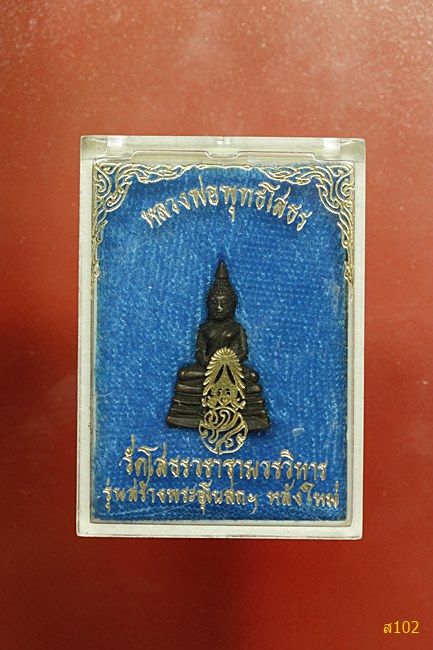 หลวงพ่อพุทธโสธร
วัดโสธรวรารามวรวิหาร
รุ่นสร้างพระอุโบสถฯ หลังใหม่
ส102